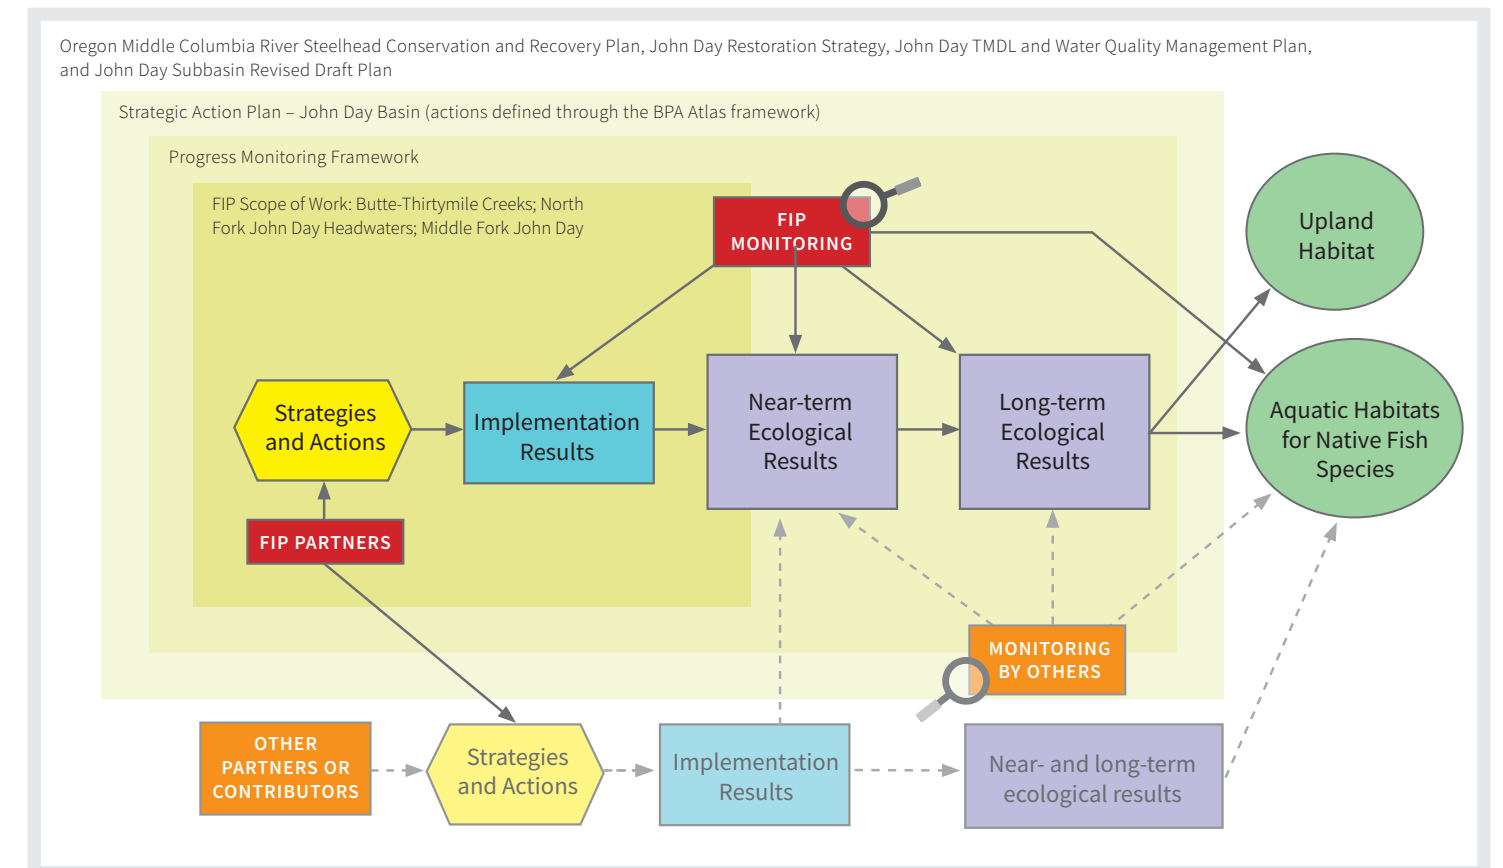 Oregon Middle Columbia River Steelhead Conservation and Recovery Plan, John Day Restoration Strategy, John Day TMDL and Water Quality Management Plan,
and John Day Subbasin Revised Draft Plan
Strategic Action Plan – John Day Basin (actions defined through the BPA Atlas framework)
Progress Monitoring Framework
FIP Scope of Work: Butte-Thirtymile Creeks; North
Fork John Day Headwaters; Middle Fork John Day
FIP
MONITORING
Upland
Habitat
Strategies
and Actions
Implementation
Results
Near-term
Ecological
Results
Long-term
Ecological
Results
Aquatic Habitats
for Native Fish
Species
FIP PARTNERS
MONITORING
BY OTHERS
OTHER
PARTNERS OR
CONTRIBUTORS
Strategies
and Actions
Implementation
Results
Near- and long-term
ecological results